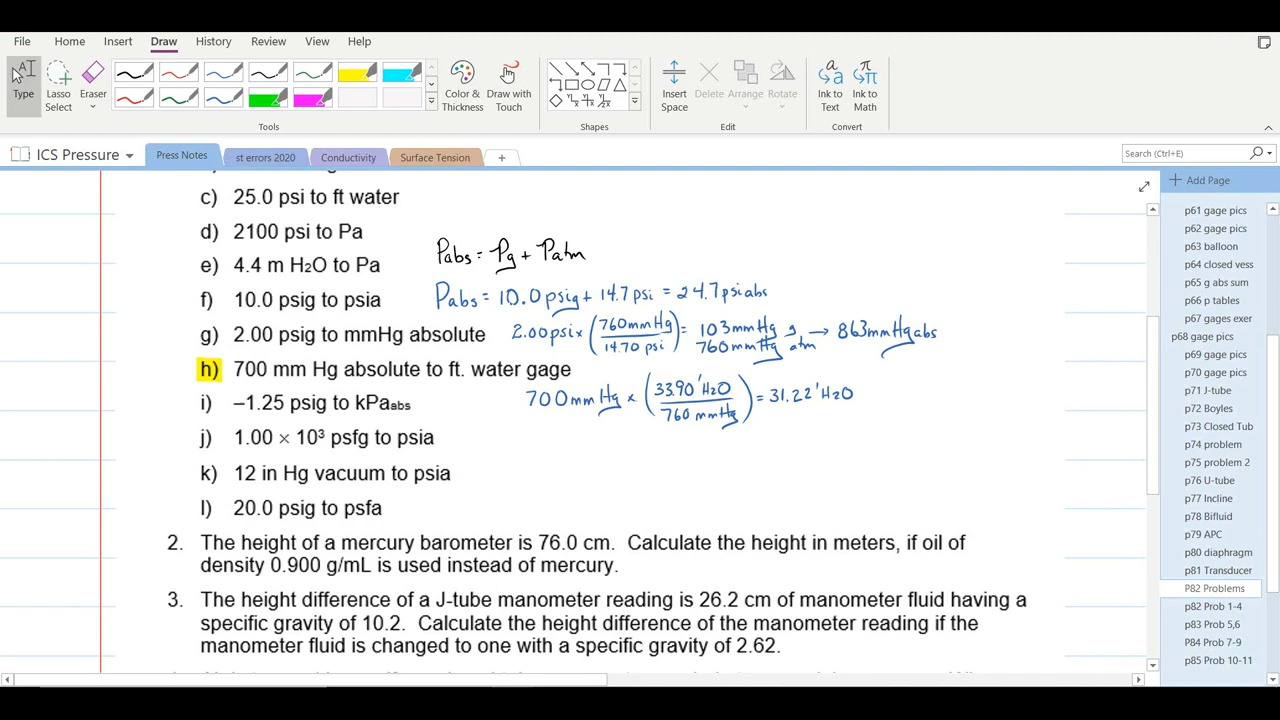 File Home Insert Draw History Review View Help
Type
Lasso Select
Eraser
Color & Thickness
Draw with Touch
Insert Space
Delete
Arrange
Rotate
Ink to Text
Ink to Math
Tools
Shapes
Edit
Convert
ICS Pressure
Press Notes
st errors 2020
Conductivity
Surface Tension
Search (Ctrl+E)
Add Page
c) 25.0 psi to ft water
d) 2100 psi to Pa
Pabs = Pg + Patm
e) 4.4 m H₂O to Pa
Pabs = 10.0 psig + 14.7 psi = 24.7 psiabs
f) 10.0 psig to psia
g) 2.00 psig to mmHg absolute
2.00 psi × (760 mmHg / 14.70 psi) = 103 mmHg g → 863 mmHg abs
760 mmHg atm
h) 700 mm Hg absolute to ft. water gage
700 mmHg × (33.90 'H₂O / 760 mmHg) = 31.22 'H₂O
i) –1.25 psig to kPaabs
j) 1.00 × 10³ psfg to psia
k) 12 in Hg vacuum to psia
l) 20.0 psig to psfa
2. The height of a mercury barometer is 76.0 cm. Calculate the height in meters, if oil of
density 0.900 g/mL is used instead of mercury.
3. The height difference of a J-tube manometer reading is 26.2 cm of manometer fluid having a
specific gravity of 10.2. Calculate the height difference of the manometer reading if the
manometer fluid is changed to one with a specific gravity of 2.62.
p61 gage pics
p62 gage pics
p63 balloon
p64 closed vess
p65 g abs sum
p66 p tables
p67 gages exer
p68 gage pics
p69 gage pics
p70 gage pics
p71 J-tube
p72 Boyles
p73 Closed Tub
p74 problem
p75 problem 2
p76 U-tube
p77 Incline
p78 Bifluid
p79 APC
p80 diaphragm
p81 Transducer
P82 Problems
p82 Prob 1-4
p83 Prob 5,6
P84 Prob 7-9
p85 Prob 10-11